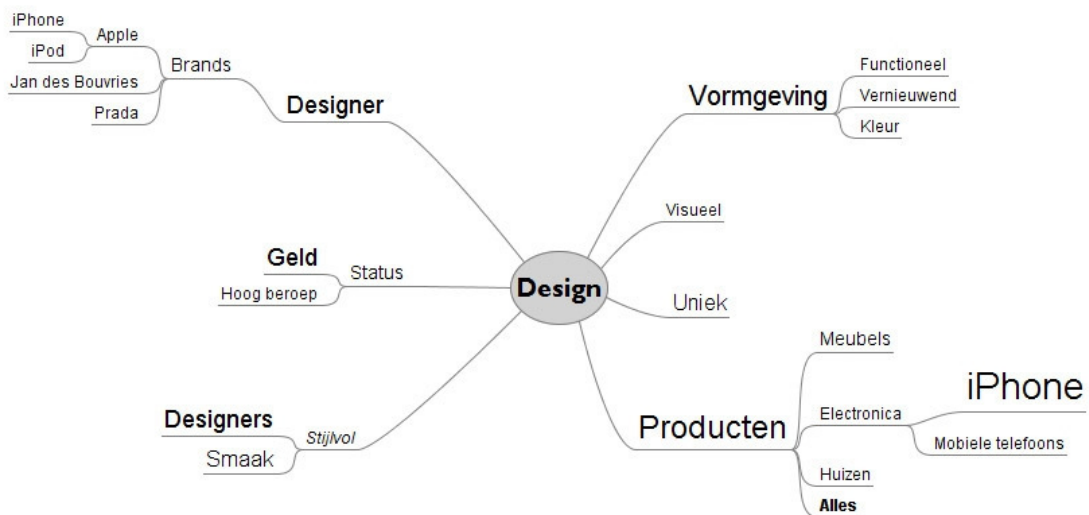 iPhone
iPod
Apple
Jan des Bouvries
Prada
Brands
Designer
Vormgeving
Functioneel
Vernieuwend
Kleur
Visueel
Geld
Hoog beroep
Status
Design
Uniek
Designers
Smaak
Stijlvol
Producten
Meubels
Electronica
iPhone
Mobiele telefoons
Huizen
Alles